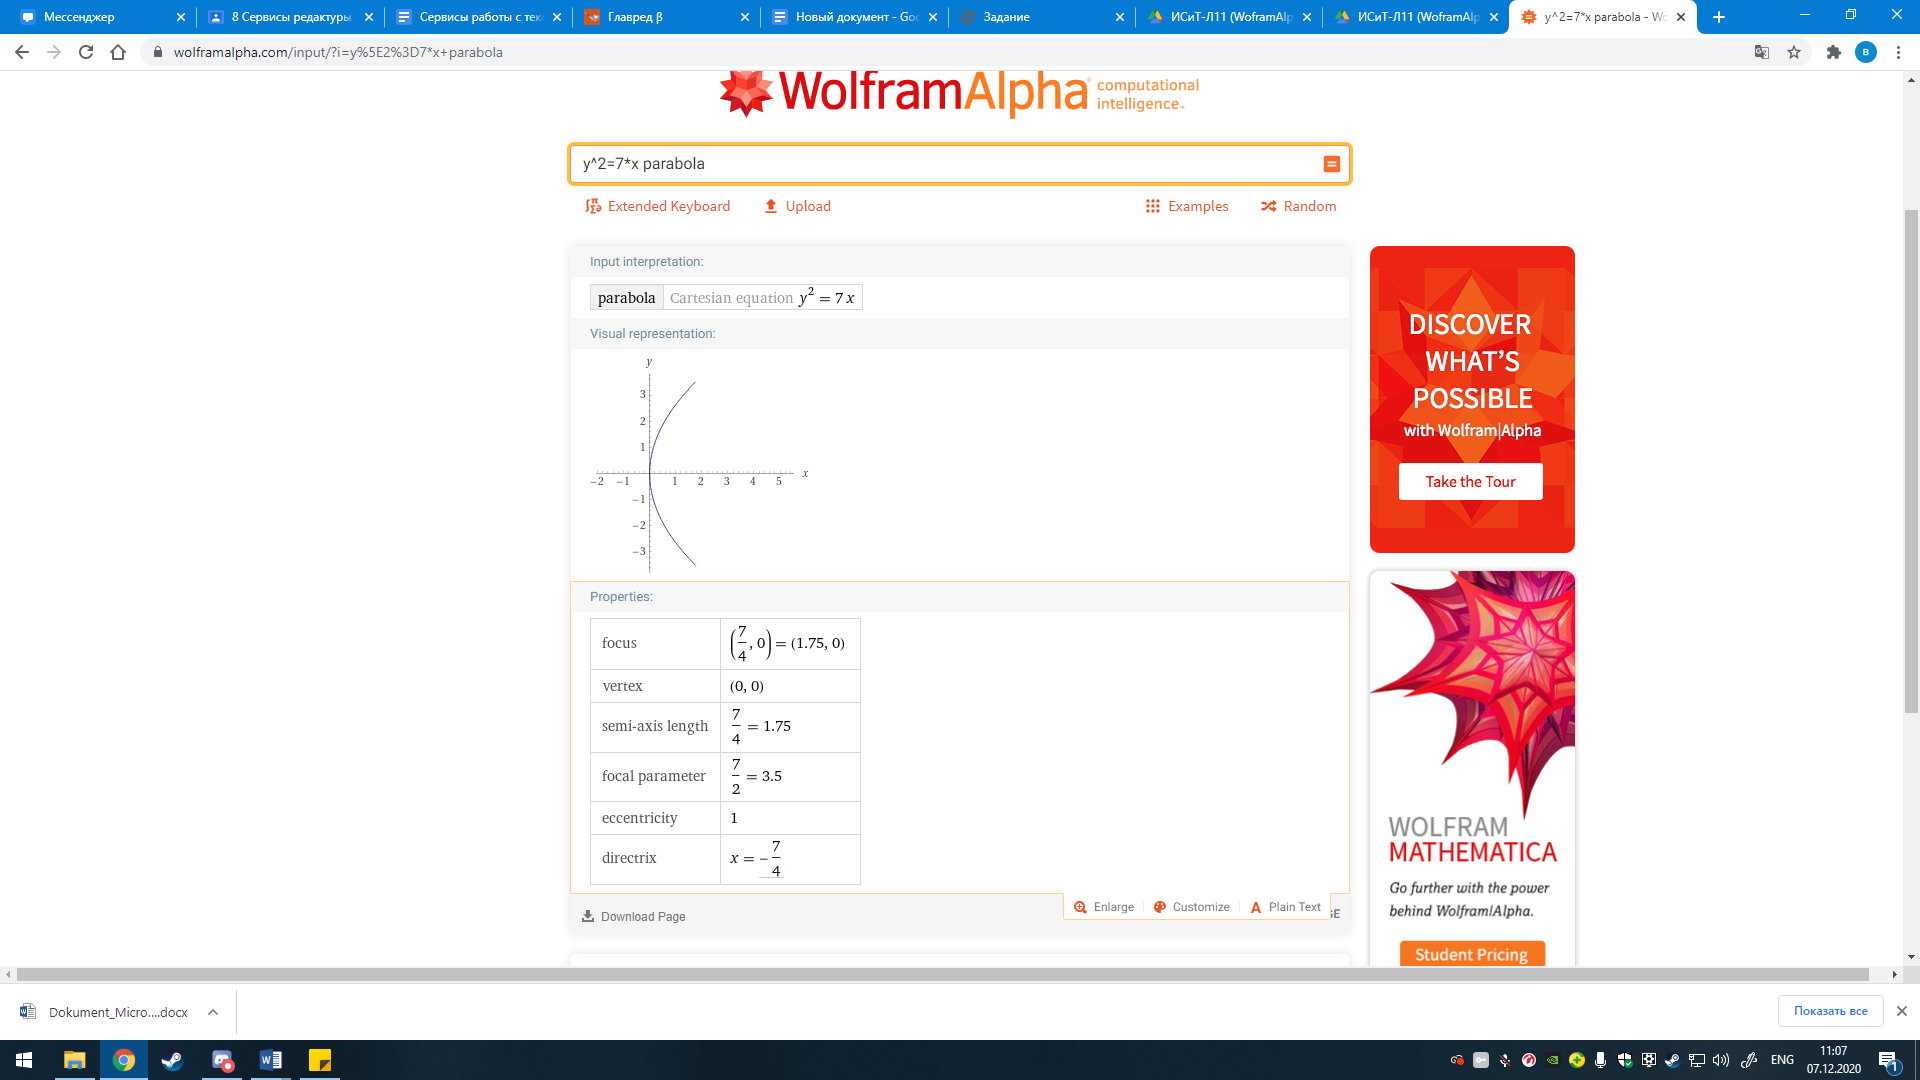 Мессенджер
8 Сервисы редактуры
Сервисы работы с тек
Главред β
Новый документ - Goo
Задание
ИСиТ-Л11 (WoframAlp
ИСиТ-Л11 (WoframAlp
y^2=7*x parabola - Wo
wolframalpha.com/input/?i=y%5E2%3D7*x+parabola
B
WolframAlpha computational intelligence™
y^2=7*x parabola
Extended Keyboard
Upload
Examples
Random
Input interpretation:
parabola Cartesian equation y² = 7 x
Visual representation:
y
3
2
1
-2 -1 1 2 3 4 5 x
-1
-2
-3
Properties:
focus (7/4, 0) = (1.75, 0)
vertex (0, 0)
semi-axis length 7/4 = 1.75
focal parameter 7/2 = 3.5
eccentricity 1
directrix x = -7/4
Download Page
Enlarge
Customize
A Plain Text
GE
DISCOVER
WHAT'S
POSSIBLE
with Wolfram|Alpha
Take the Tour
WOLFRAM
MATHEMATICA
Go further with the power
behind Wolfram|Alpha.
Student Pricing
Dokument_Micro....docx
Показать все
ENG
11:07
07.12.2020
1